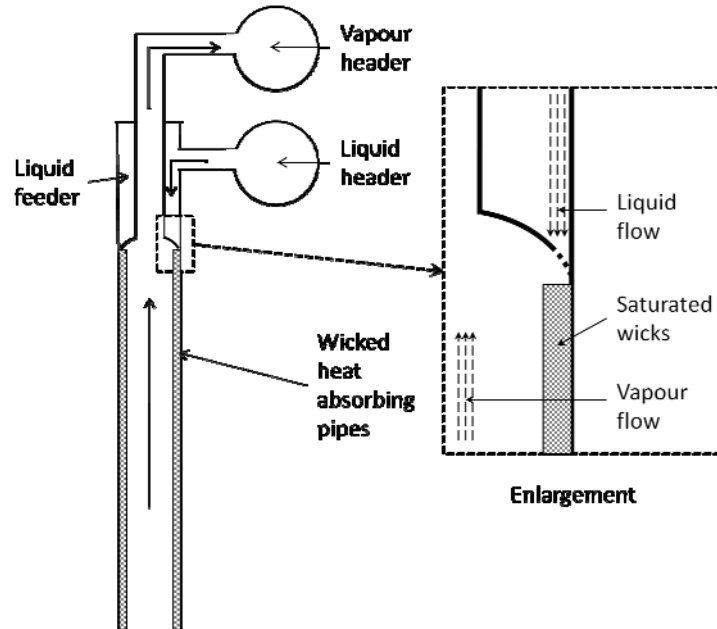 Vapour
header
Liquid
header
Liquid
feeder
Wicked
heat
absorbing
pipes
Liquid
flow
Saturated
wicks
Vapour
flow
Enlargement